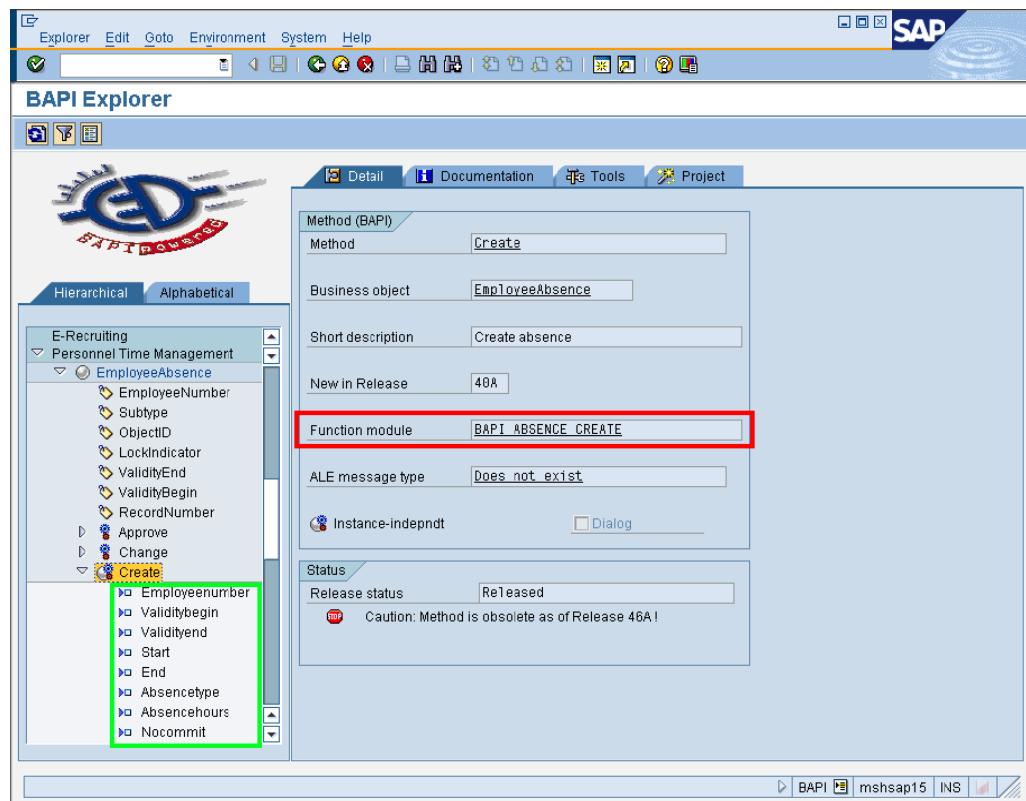 Explorer Edit Goto Environment System Help
SAP
BAPI Explorer
Detail Documentation Tools Project
BAPIpowered
Method (BAPI)
Method Create
Business object EmployeeAbsence
Short description Create absence
New in Release 40A
Function module BAPI_ABSENCE_CREATE
ALE message type Does not exist
Instance-indepndt Dialog
Status
Release status Released
STOP Caution: Method is obsolete as of Release 46A!
Hierarchical Alphabetical
E-Recruiting
Personnel Time Management
EmployeeAbsence
EmployeeNumber
Subtype
ObjectID
LockIndicator
ValidityEnd
ValidityBegin
RecordNumber
Approve
Change
Create
Employeenumber
Validitybegin
Validityend
Start
End
Absencetype
Absencehours
Nocommit
BAPI mshsap15 INS